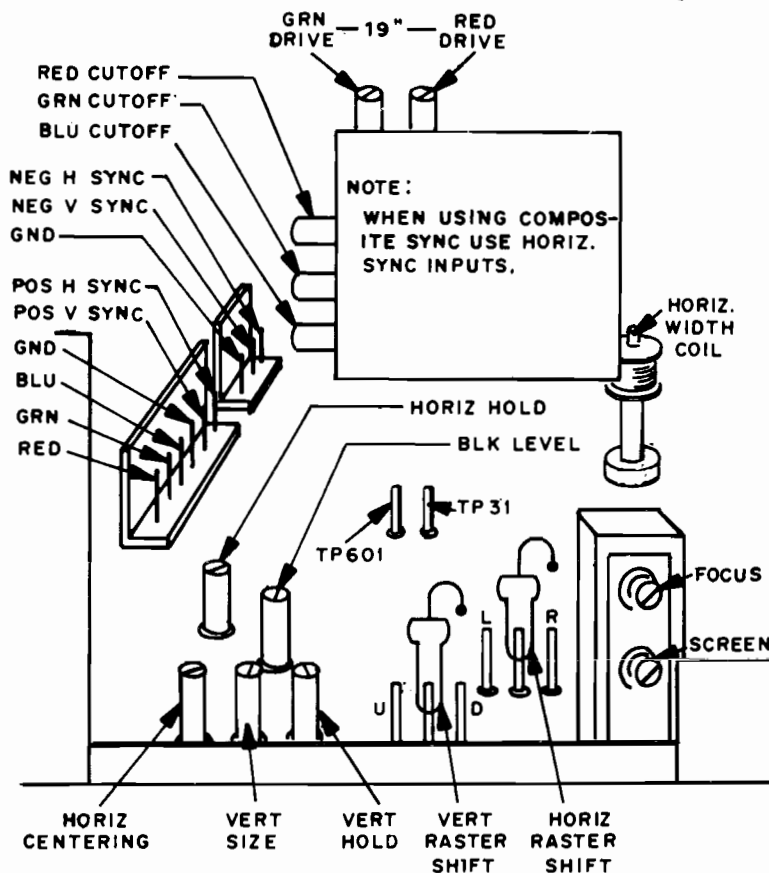 GRN
DRIVE
19"
RED
DRIVE
RED CUTOFF
GRN CUTOFF
BLU CUTOFF
NEG H SYNC
NEG V SYNC
GND
POS H SYNC
POS V SYNC
GND
BLU
GRN
RED
NOTE:
WHEN USING COMPOS-
ITE SYNC USE HORIZ.
SYNC INPUTS.
HORIZ.
WIDTH
COIL
HORIZ HOLD
BLK LEVEL
TP601
TP31
FOCUS
SCREEN
L
R
U
D
HORIZ
CENTERING
VERT
SIZE
VERT
HOLD
VERT
RASTER
SHIFT
HORIZ
RASTER
SHIFT